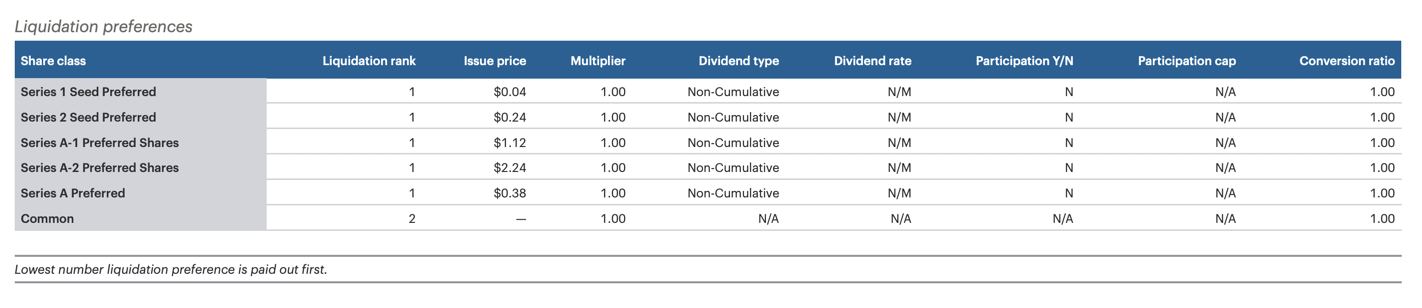 Liquidation preferences
Share class Liquidation rank Issue price Multiplier Dividend type Dividend rate Participation Y/N Participation cap Conversion ratio
Series 1 Seed Preferred 1 $0.04 1.00 Non-Cumulative N/M N N/A 1.00
Series 2 Seed Preferred 1 $0.24 1.00 Non-Cumulative N/M N N/A 1.00
Series A-1 Preferred Shares 1 $1.12 1.00 Non-Cumulative N/M N N/A 1.00
Series A-2 Preferred Shares 1 $2.24 1.00 Non-Cumulative N/M N N/A 1.00
Series A Preferred 1 $0.38 1.00 Non-Cumulative N/M N N/A 1.00
Common 2 — 1.00 N/A N/A N/A N/A 1.00
Lowest number liquidation preference is paid out first.